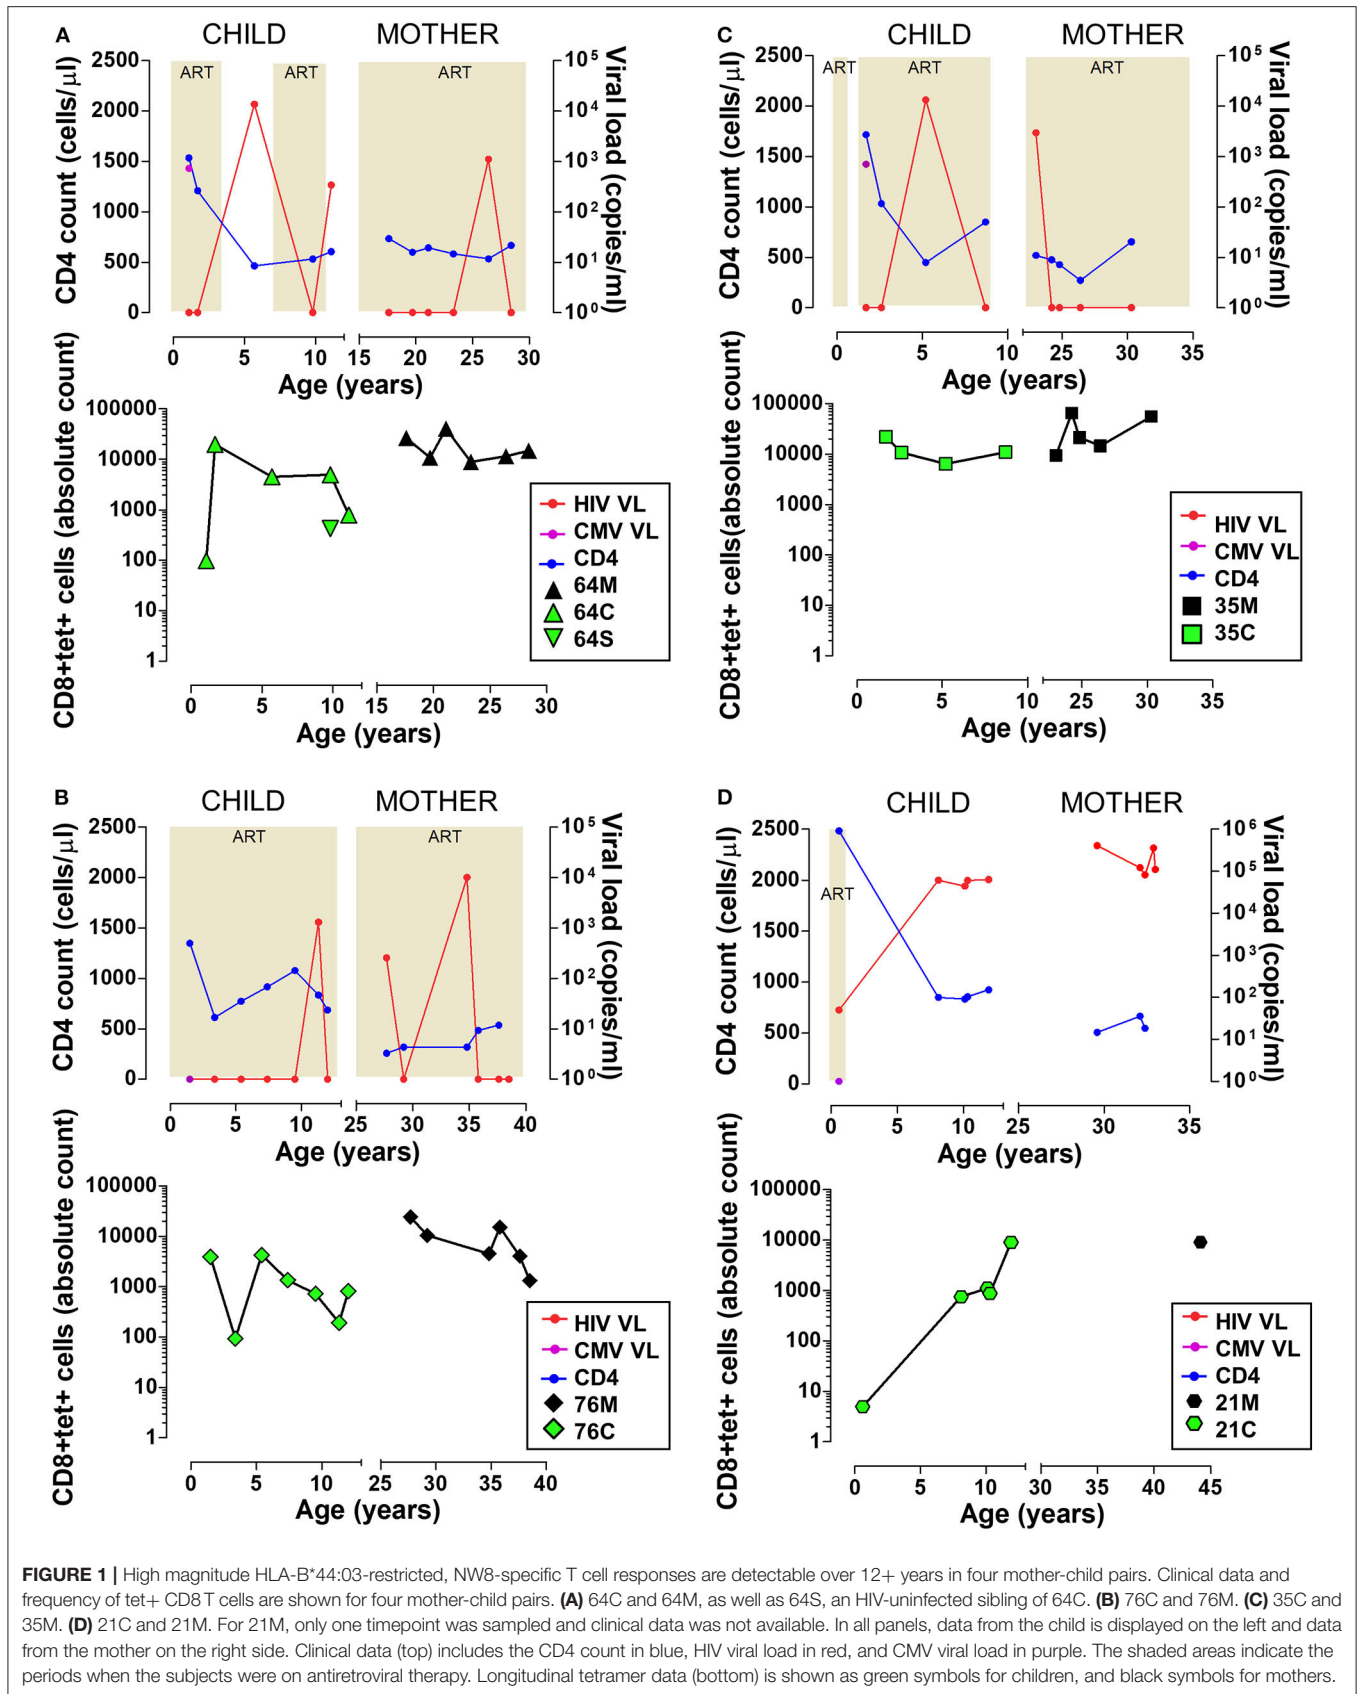 A
CHILD
MOTHER
ART
ART
ART
CD4 count (cells/µl)
2500
2000
1500
1000
500
0
Viral load (copies/ml)
10⁵
10⁴
10³
10²
10¹
10⁰
0 5 10 15 20 25 30
Age (years)
CD8+tet+ cells (absolute count)
100000
10000
1000
100
10
1
0 5 10 15 20 25 30
Age (years)
HIV VL
CMV VL
CD4
64M
64C
64S
C
CHILD
MOTHER
ART
ART
ART
CD4 count (cells/µl)
2500
2000
1500
1000
500
0
Viral load (copies/ml)
10⁵
10⁴
10³
10²
10¹
10⁰
0 5 10 25 30 35
Age (years)
CD8+tet+ cells(absolute count)
100000
10000
1000
100
10
1
0 5 10 25 30 35
Age (years)
HIV VL
CMV VL
CD4
35M
35C
B
CHILD
MOTHER
ART
ART
CD4 count (cells/µl)
2500
2000
1500
1000
500
0
Viral load (copies/ml)
10⁵
10⁴
10³
10²
10¹
10⁰
0 5 10 25 30 35 40
Age (years)
CD8+tet+ cells (absolute count)
100000
10000
1000
100
10
1
0 5 10 25 30 35 40
Age (years)
HIV VL
CMV VL
CD4
76M
76C
D
CHILD
MOTHER
ART
CD4 count (cells/µl)
2500
2000
1500
1000
500
0
Viral load (copies/ml)
10⁶
10⁵
10⁴
10³
10²
10¹
10⁰
0 5 10 25 30 35
Age (years)
CD8+tet+ cells (absolute count)
100000
10000
1000
100
10
1
0 5 10 30 35 40 45
Age (years)
HIV VL
CMV VL
CD4
21M
21C
FIGURE 1 | High magnitude HLA-B*44:03-restricted, NW8-specific T cell responses are detectable over 12+ years in four mother-child pairs. Clinical data and
frequency of tet+ CD8 T cells are shown for four mother-child pairs. (A) 64C and 64M, as well as 64S, an HIV-uninfected sibling of 64C. (B) 76C and 76M. (C) 35C and
35M. (D) 21C and 21M. For 21M, only one timepoint was sampled and clinical data was not available. In all panels, data from the child is displayed on the left and data
from the mother on the right side. Clinical data (top) includes the CD4 count in blue, HIV viral load in red, and CMV viral load in purple. The shaded areas indicate the
periods when the subjects were on antiretroviral therapy. Longitudinal tetramer data (bottom) is shown as green symbols for children, and black symbols for mothers.